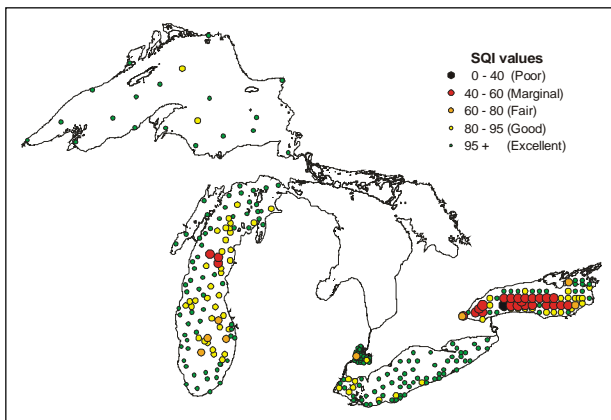 SQI values
0 - 40 (Poor)
40 - 60 (Marginal)
60 - 80 (Fair)
80 - 95 (Good)
95 + (Excellent)